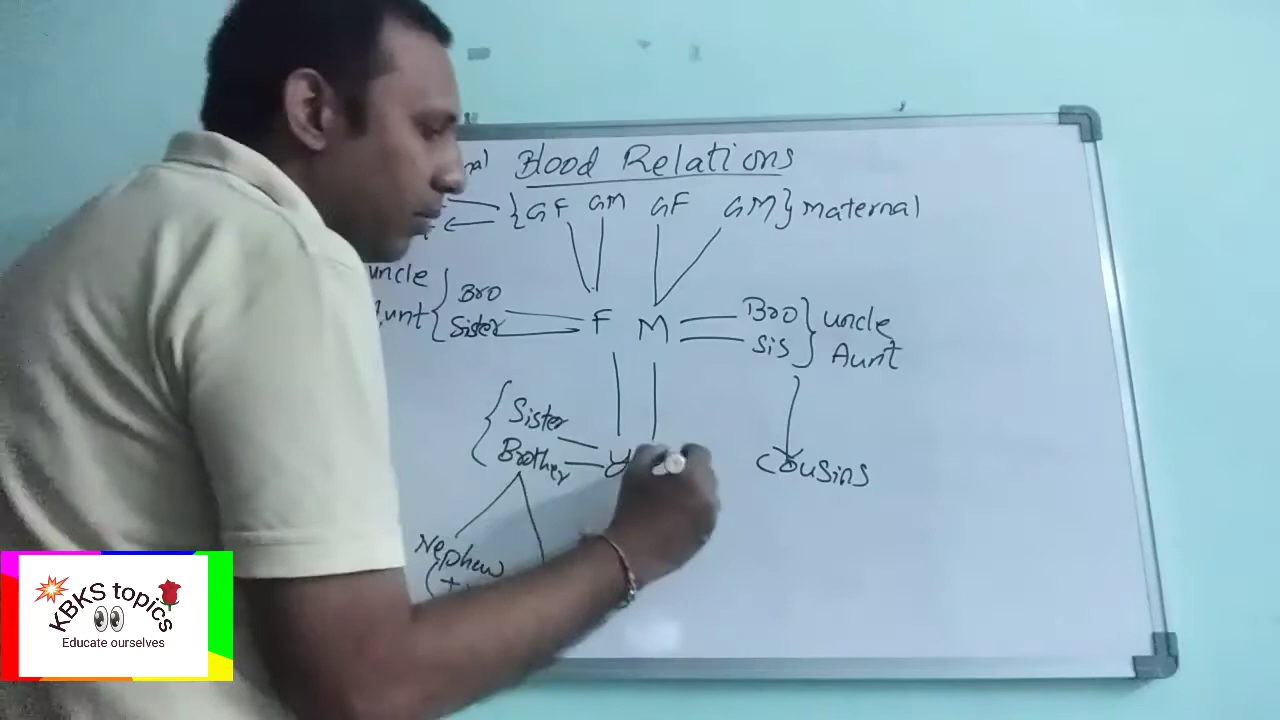 Blood Relations
{GF GM GF GM} maternal
uncle { Bro
Aunt Sister
F M
Bro } uncle
sis Aunt
{ Sister
Brother
Y
cousins
Nephew
KBKS topics
Educate ourselves